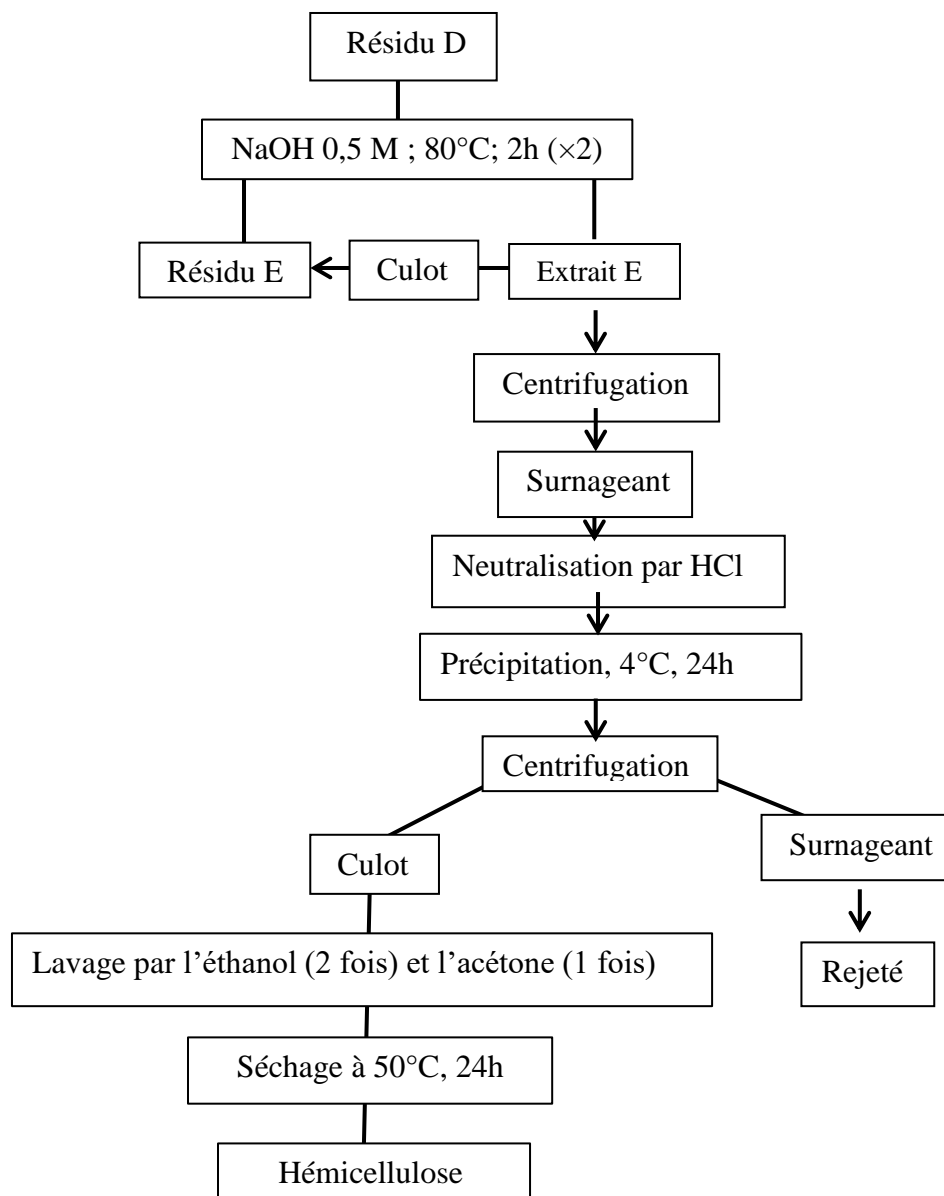 Résidu D
NaOH 0,5 M ; 80°C; 2h (×2)
Résidu E
Culot
Extrait E
Centrifugation
Surnageant
Neutralisation par HCl
Précipitation, 4°C, 24h
Centrifugation
Culot
Surnageant
Lavage par l’éthanol (2 fois) et l’acétone (1 fois)
Rejeté
Séchage à 50°C, 24h
Hémicellulose